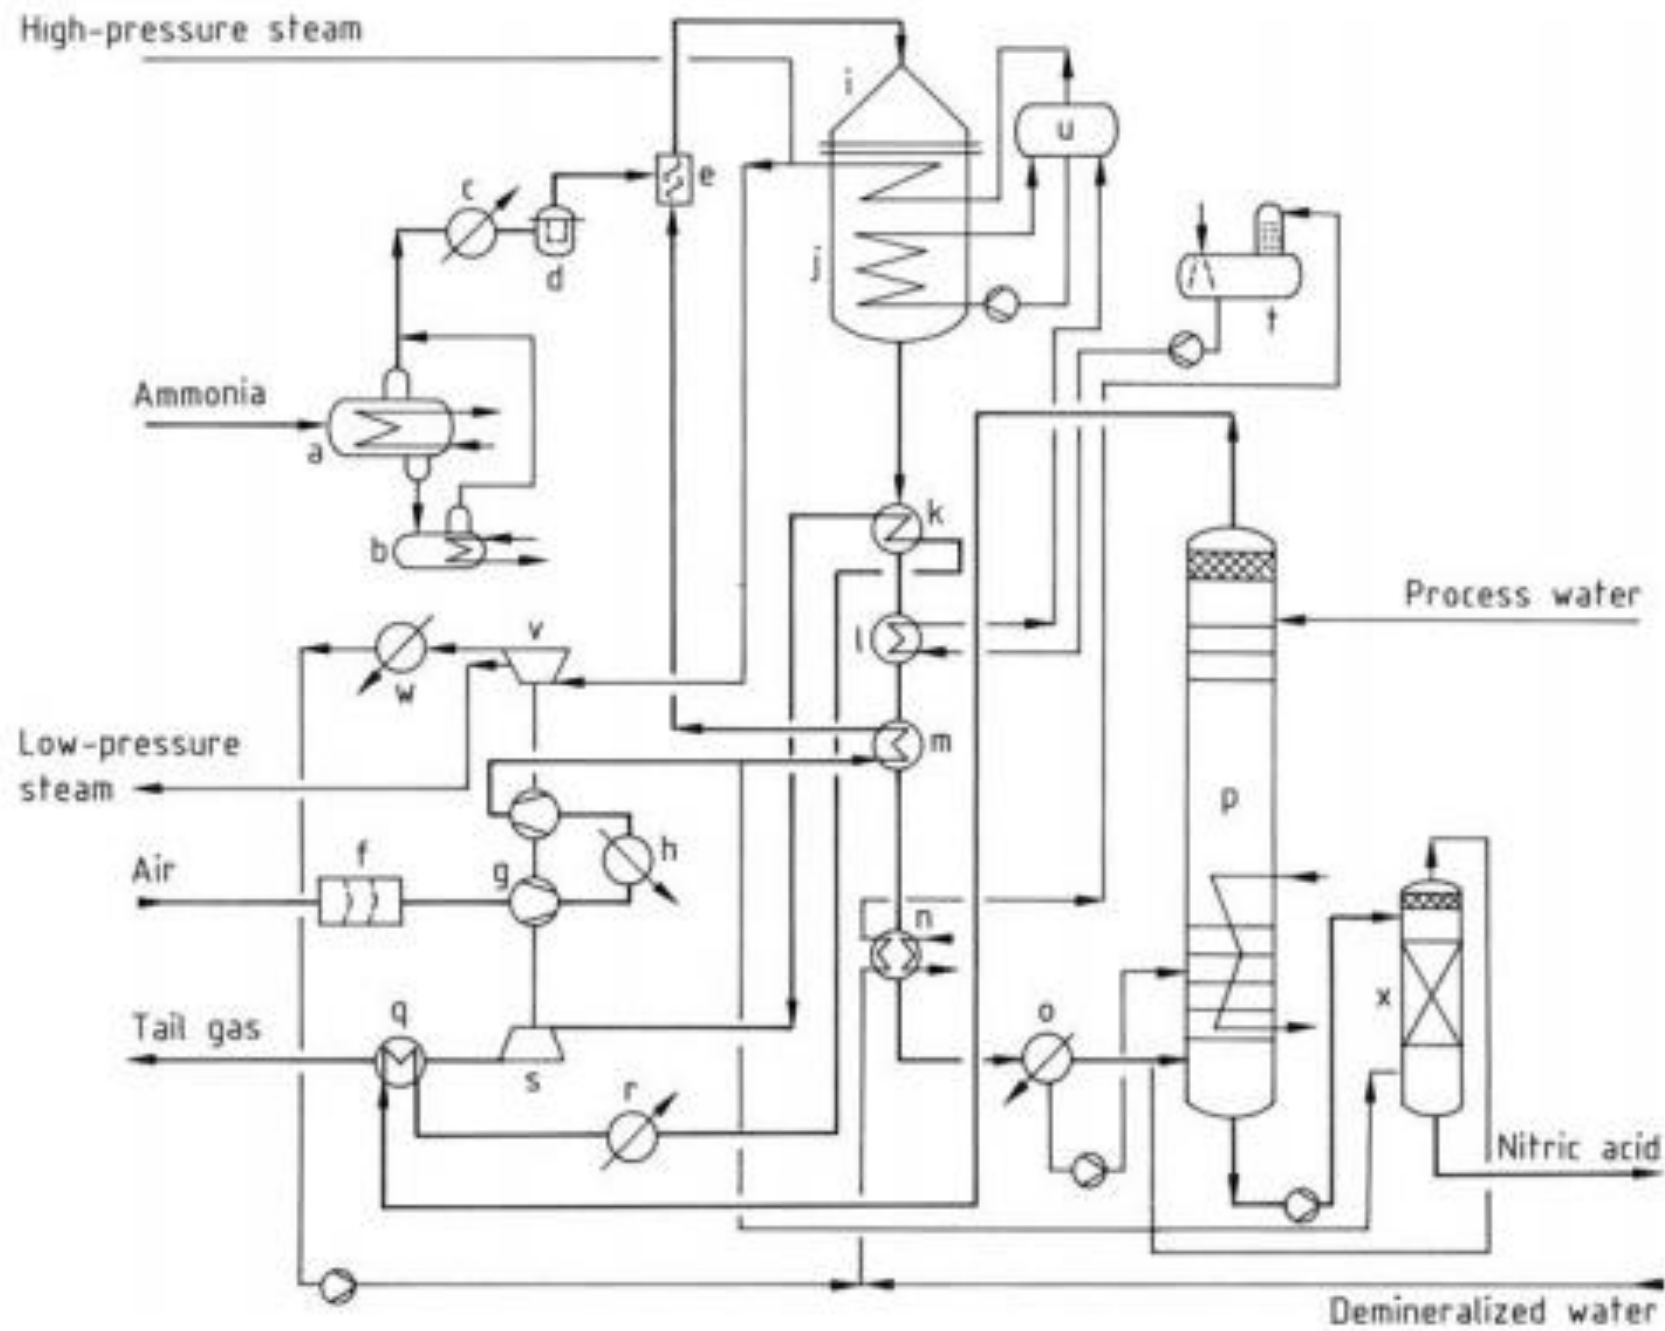 High-pressure steam
i
u
e
c
d
t
Ammonia
a
k
b
Process water
v
l
w
Low-pressure
steam
m
p
Air
f
h
g
n
x
Tail gas
q
o
s
r
Nitric acid
Demineralized water